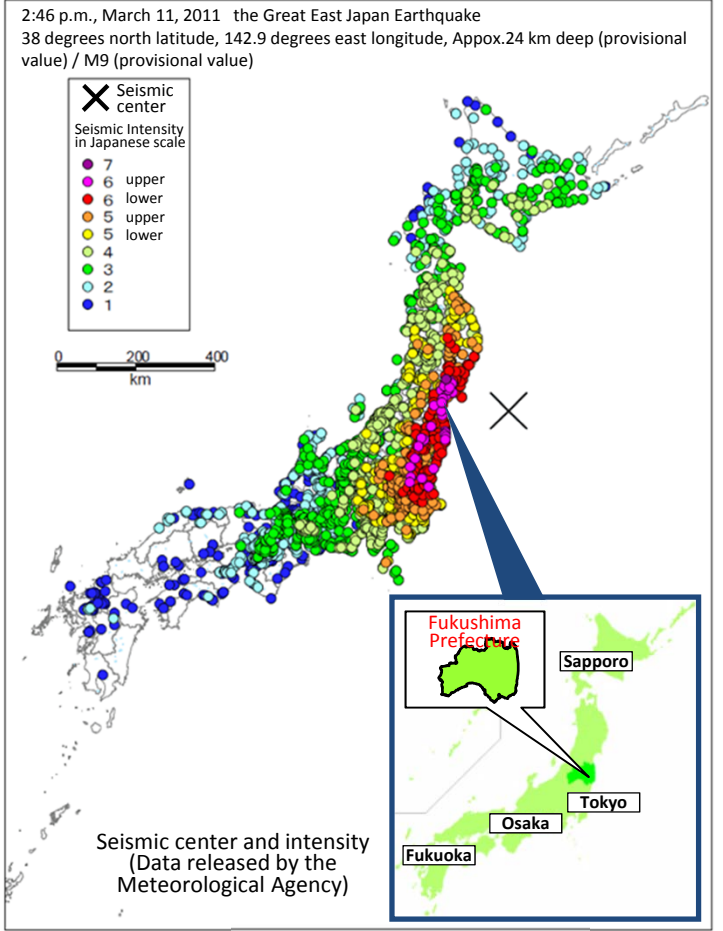 2:46 p.m., March 11, 2011 the Great East Japan Earthquake
38 degrees north latitude, 142.9 degrees east longitude, Appox.24 km deep (provisional
value) / M9 (provisional value)
Seismic
center
Seismic Intensity
in Japanese scale
7
6 upper
6 lower
5 upper
5 lower
4
3
2
1
0 200 400
km
Fukushima
Prefecture
Sapporo
Tokyo
Osaka
Fukuoka
Seismic center and intensity
(Data released by the
Meteorological Agency)